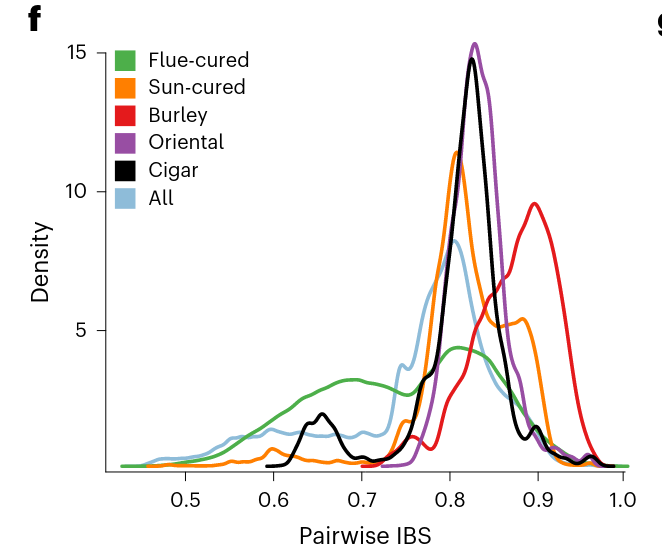 f
15
Flue-cured
Sun-cured
Burley
Oriental
Cigar
All
10
5
Density
0.5 0.6 0.7 0.8 0.9 1.0
Pairwise IBS